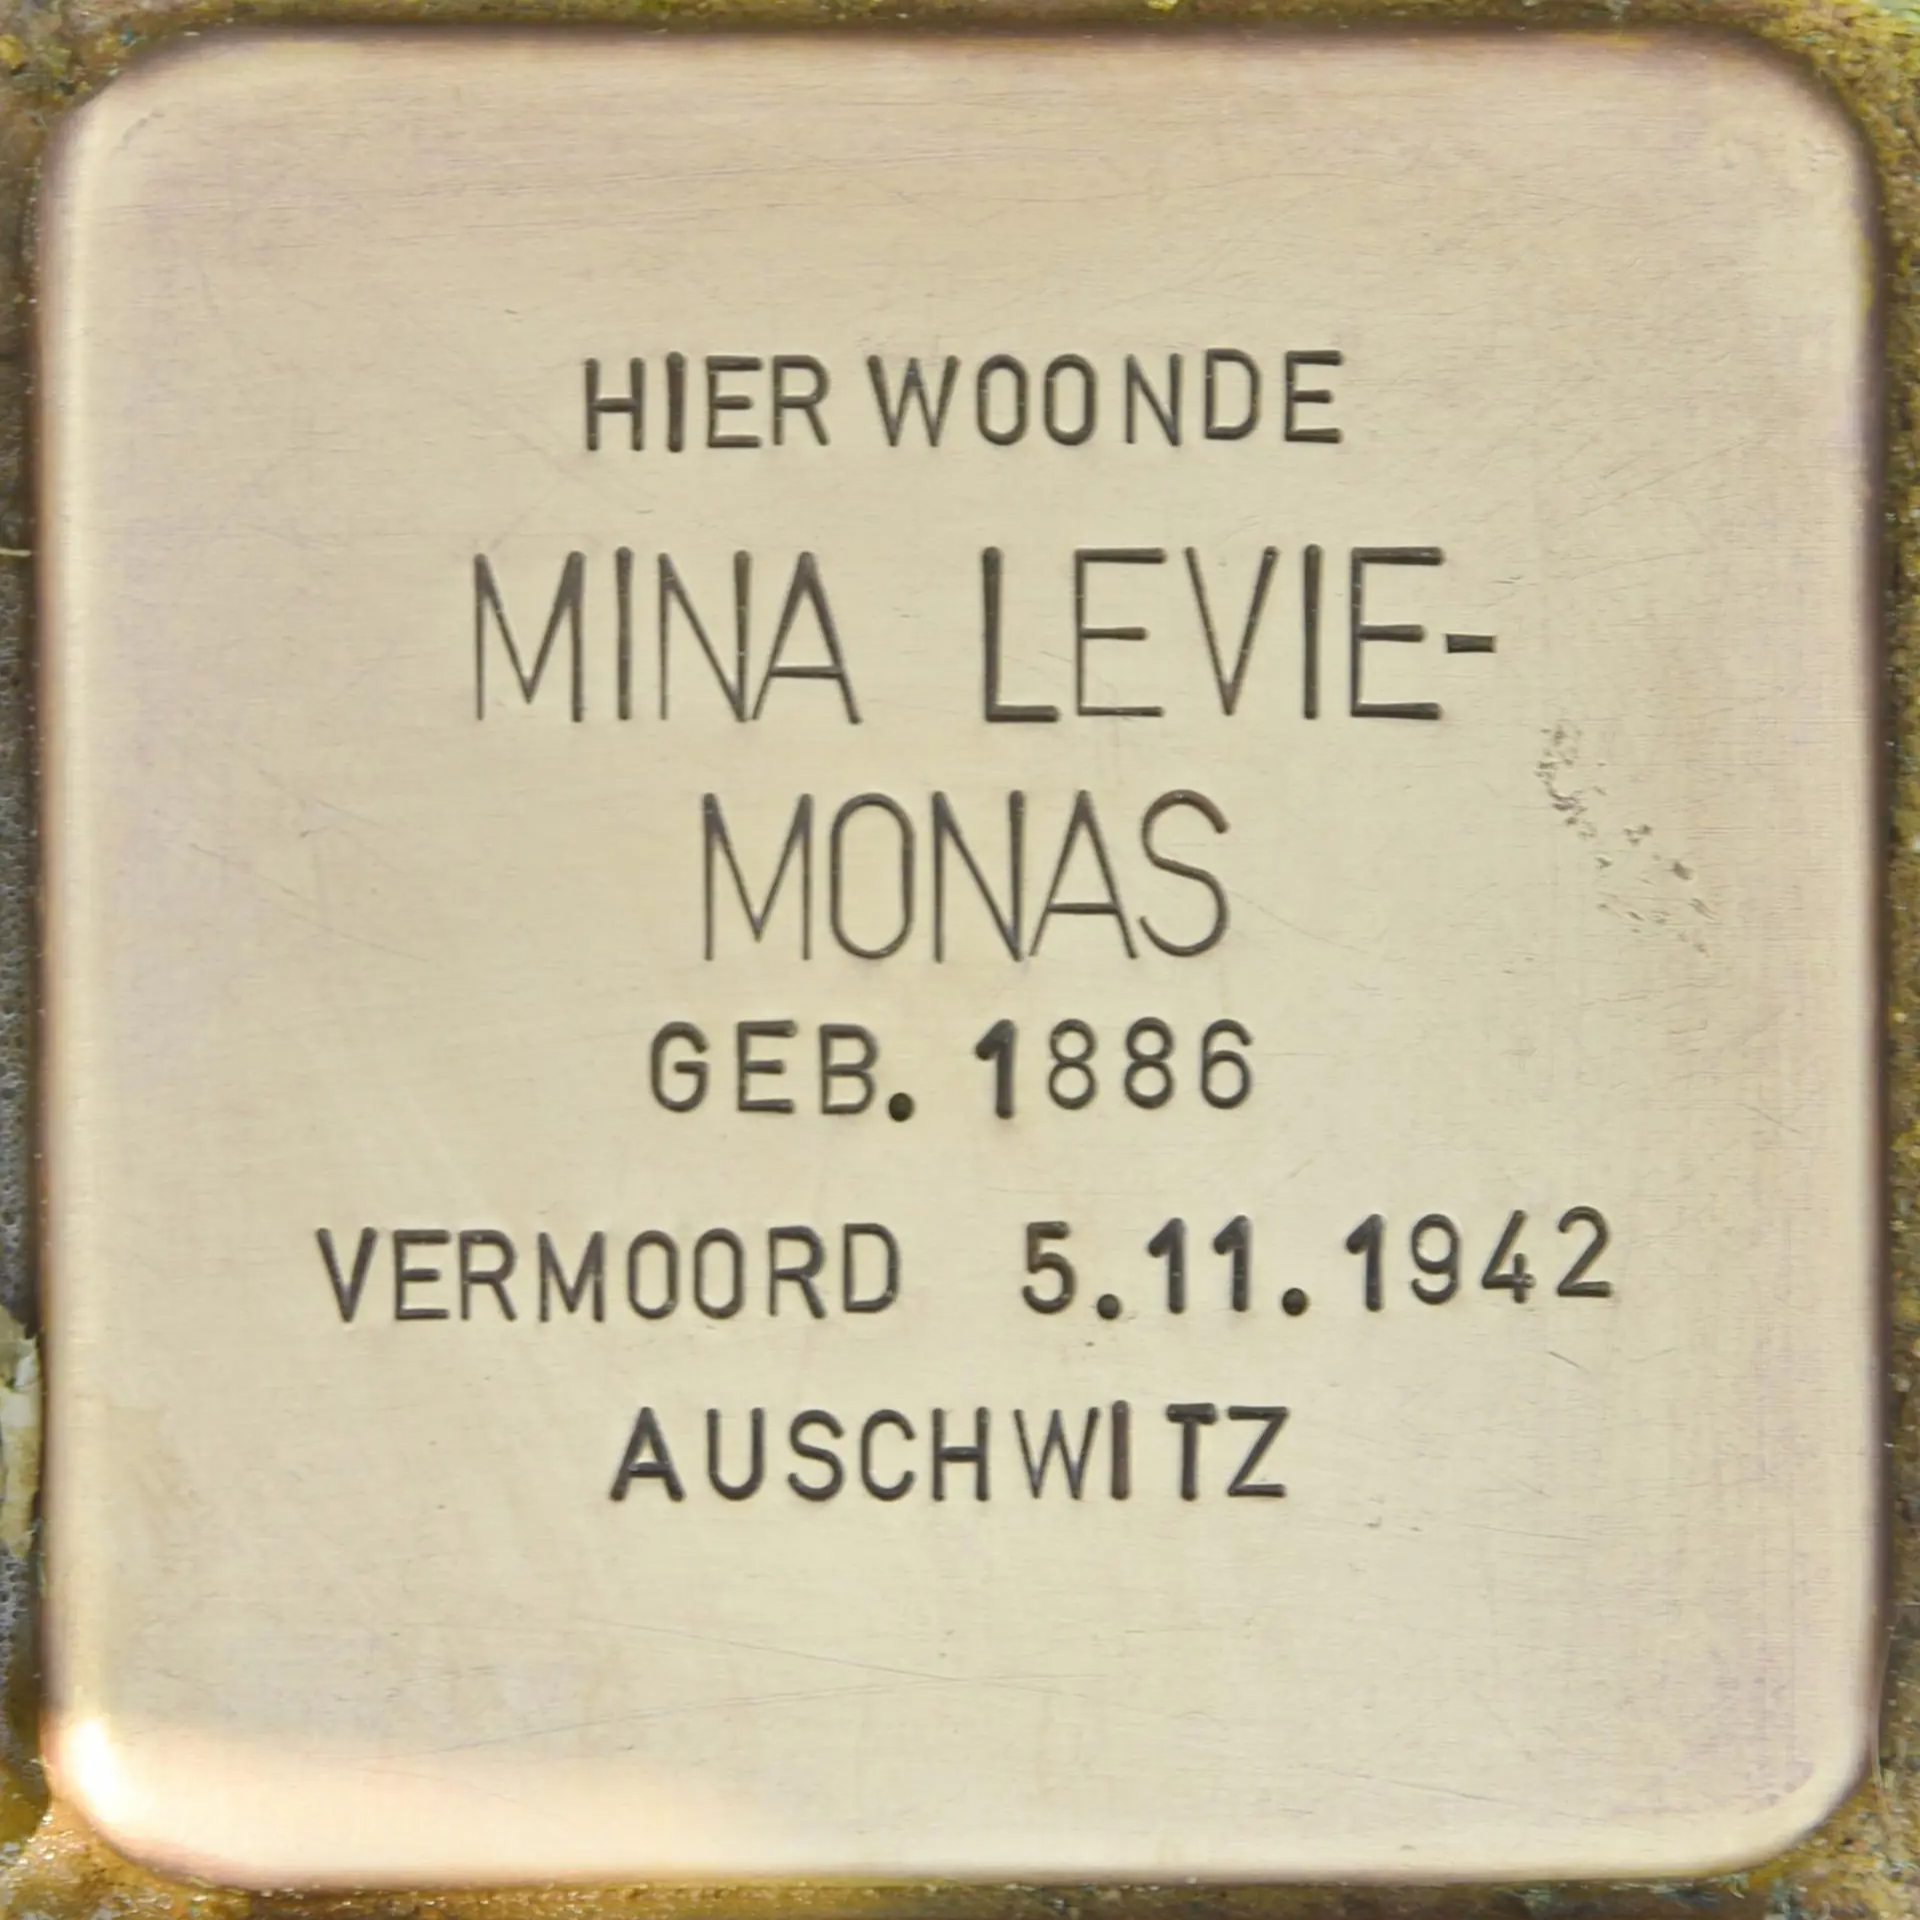 HIER WOONDE
MINA LEVIE-
MONAS
GEB. 1886
VERMOORD 5.11.1942
AUSCHWITZ